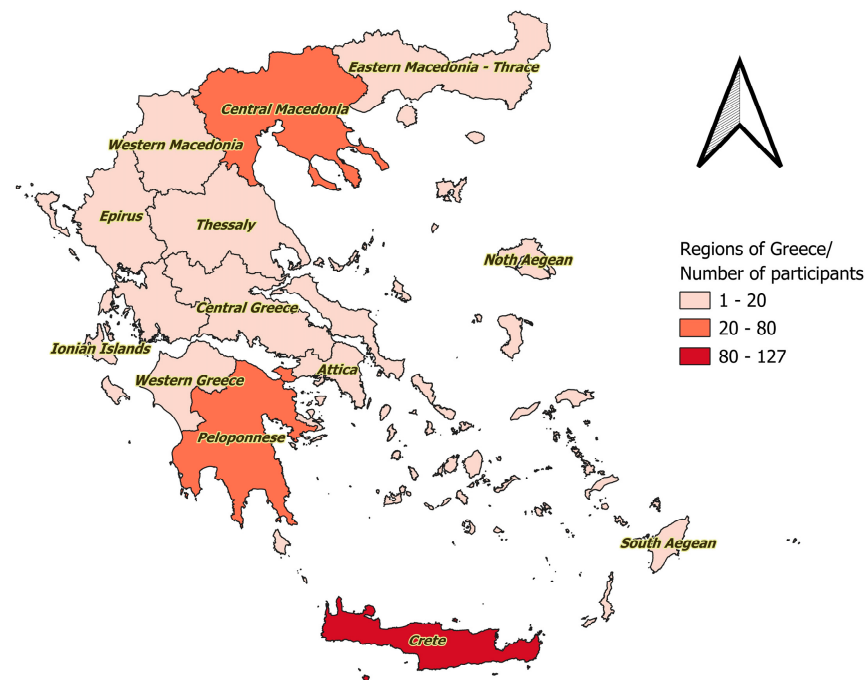 Eastern Macedonia - Thrace
Central Macedonia
Western Macedonia
Epirus
Thessaly
Noth Aegean
Regions of Greece/
Number of participants
1 - 20
20 - 80
80 - 127
Central Greece
Ionian Islands
Attica
Western Greece
Peloponnese
South Aegean
Crete